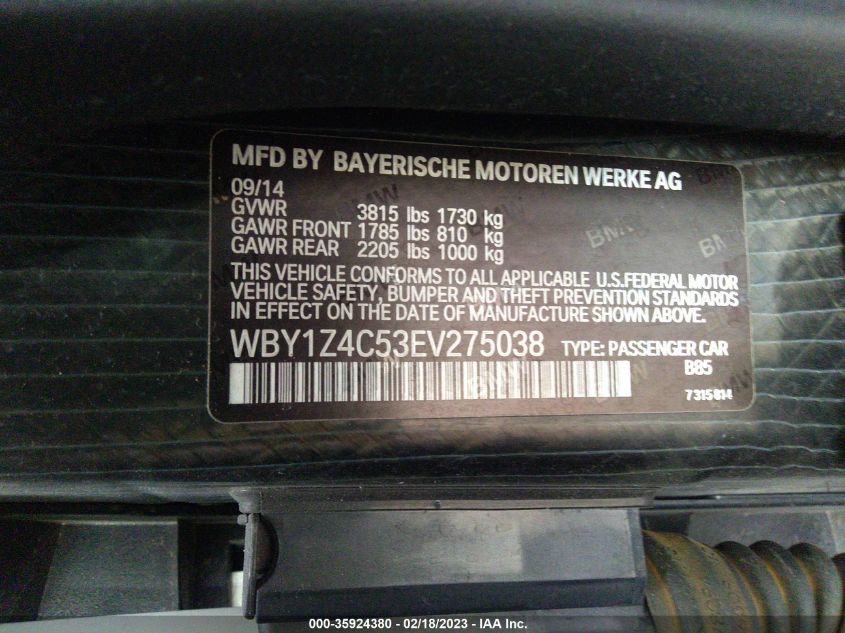 MFD BY BAYERISCHE MOTOREN WERKE AG
09/14
GVWR 3815 lbs 1730 kg
GAWR FRONT 1785 lbs 810 kg
GAWR REAR 2205 lbs 1000 kg
THIS VEHICLE CONFORMS TO ALL APPLICABLE U.S.FEDERAL MOTOR
VEHICLE SAFETY, BUMPER AND THEFT PREVENTION STANDARDS
IN EFFECT ON THE DATE OF MANUFACTURE SHOWN ABOVE.
WBY1Z4C53EV275038 TYPE: PASSENGER CAR
B85
7315814
000-35924380 — 02/18/2023 — IAA Inc.